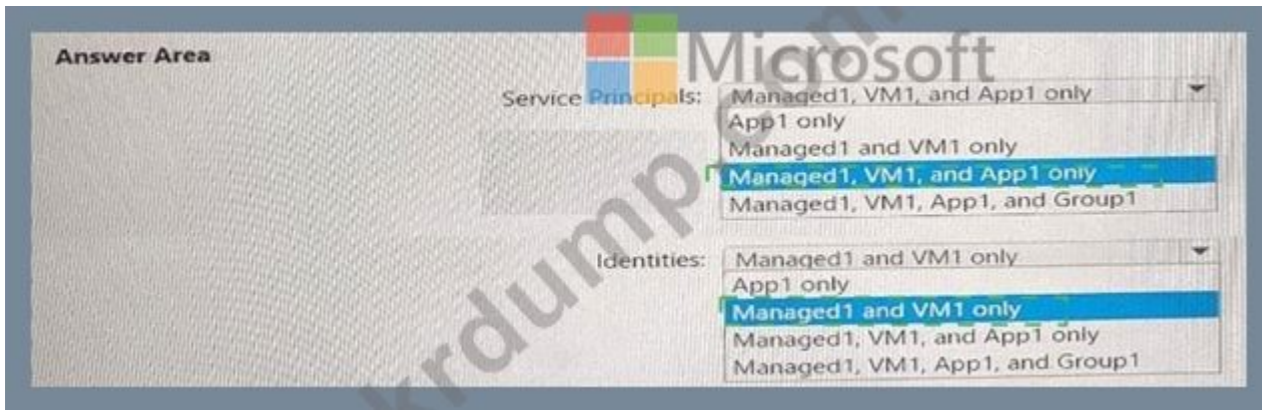 Answer Area
Microsoft
Service Principals: Managed1, VM1, and App1 only
App1 only
Managed1 and VM1 only
Managed1, VM1, and App1 only
Managed1, VM1, App1, and Group1
Identities: Managed1 and VM1 only
App1 only
Managed1 and VM1 only
Managed1, VM1, and App1 only
Managed1, VM1, App1, and Group1
krdump.com